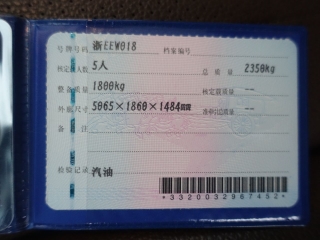 号牌号码 浙EEW018 档案编号
核定载人数 5人 总质量 2350kg
整备质量 1800kg 核定载质量 --
外廓尺寸 5065×1860×1484mm 准牵引总质量 --
备注
检验记录 汽油
*3320032987452*